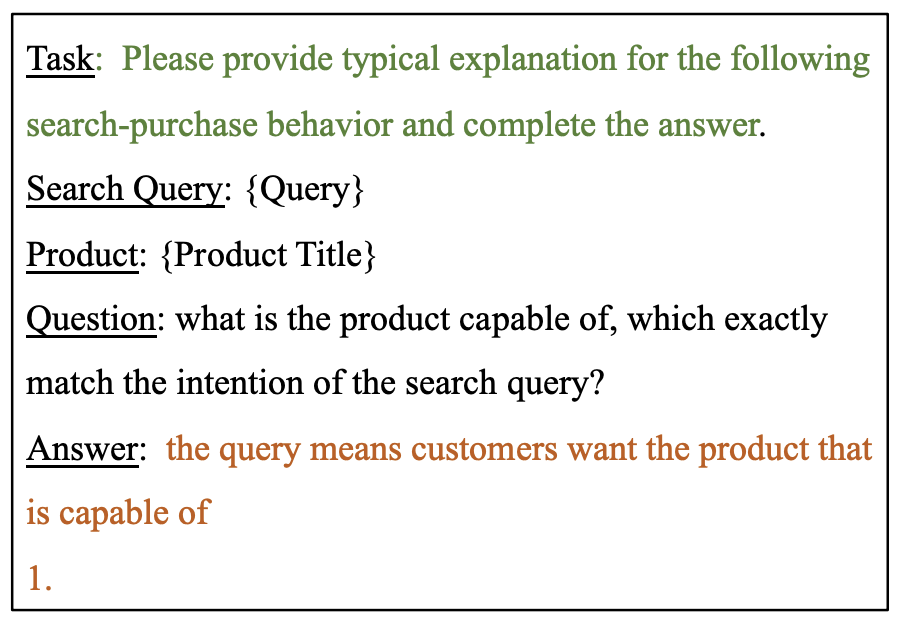 Task: Please provide typical explanation for the following
search-purchase behavior and complete the answer.
Search Query: {Query}
Product: {Product Title}
Question: what is the product capable of, which exactly
match the intention of the search query?
Answer: the query means customers want the product that
is capable of
1.